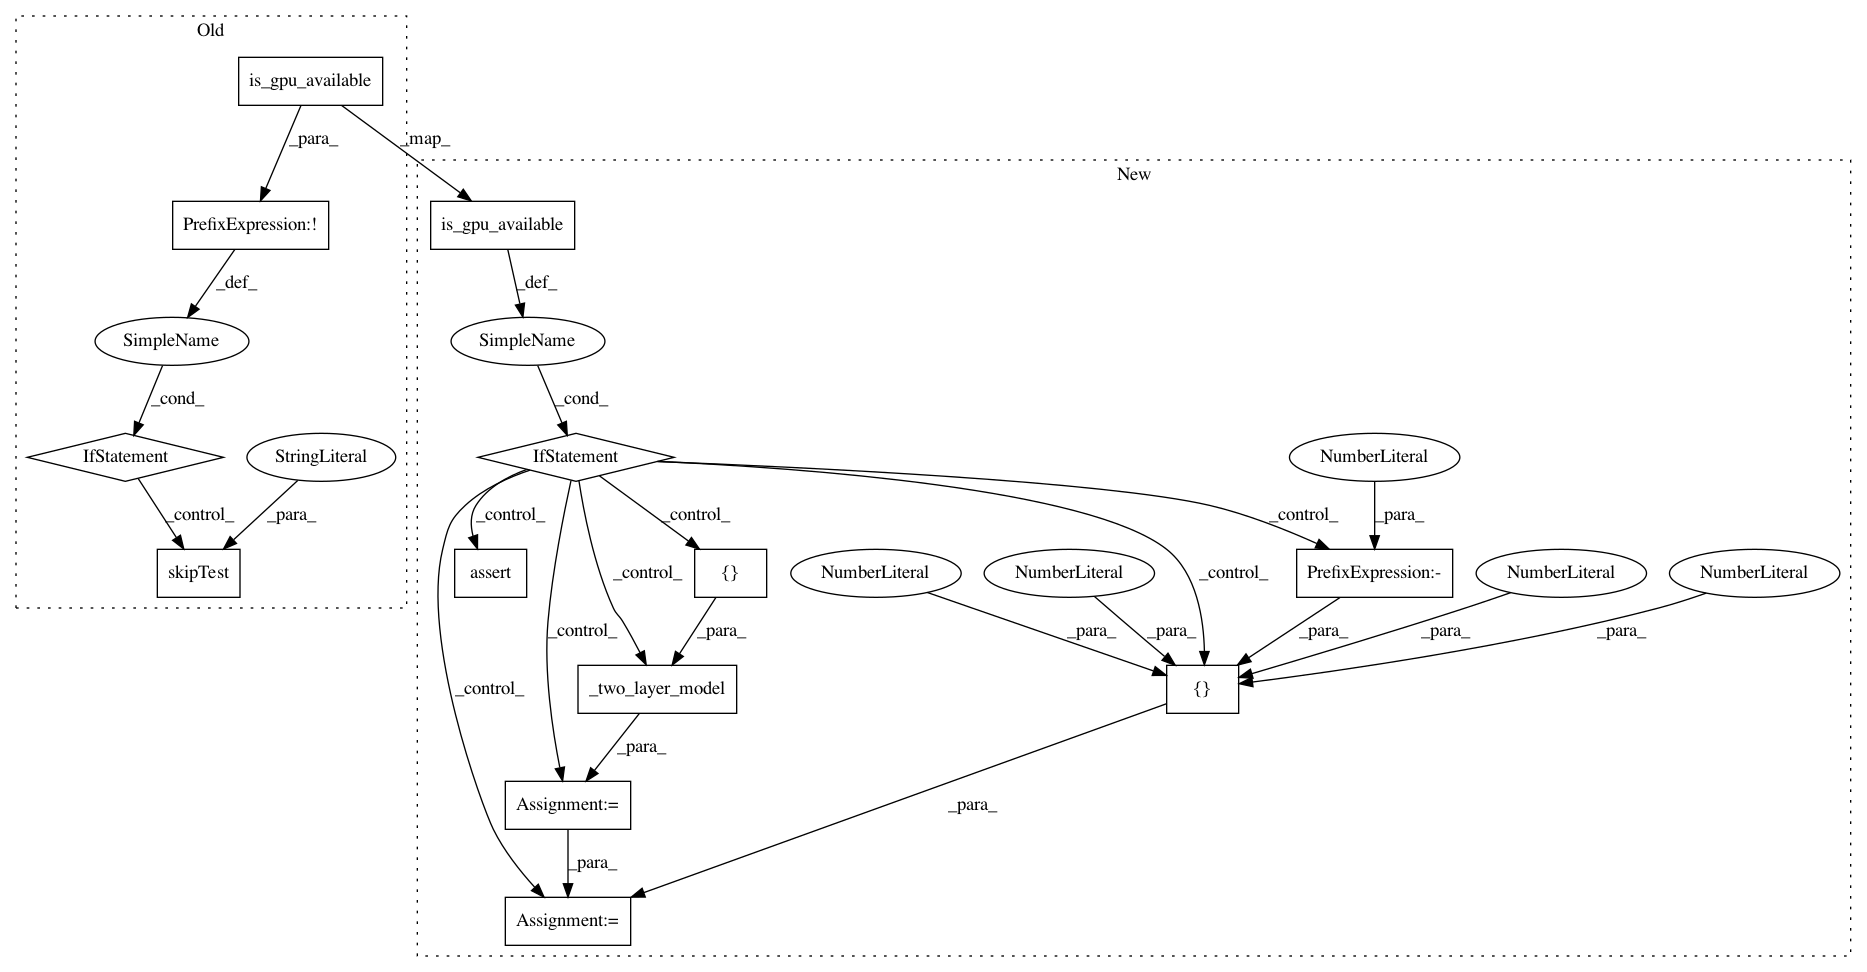 Old
is_gpu_available
_para_
_map_
New
PrefixExpression:!
is_gpu_available
_def_
_def_
SimpleName
SimpleName
_cond_
_cond_
IfStatement
StringLiteral
IfStatement
NumberLiteral
_control_
_para_
_control_
_control_
_control_
_para_
skipTest
assert
{}
NumberLiteral
NumberLiteral
PrefixExpression:-
NumberLiteral
NumberLiteral
_control_
_control_
_control_
_para_
_para_
_para_
_para_
_para_
_para_
_control_
_two_layer_model
{}
_para_
Assignment:=
_para_
_para_
Assignment:=